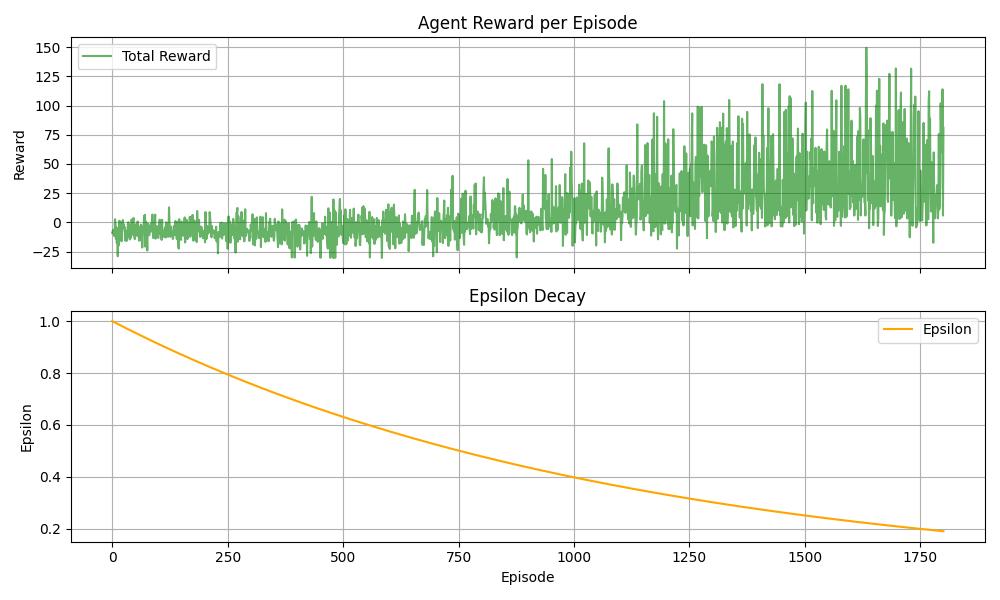 Agent Reward per Episode
Total Reward
Reward
150
125
100
75
50
25
0
−25
Epsilon Decay
Epsilon
Epsilon
1.0
0.8
0.6
0.4
0.2
0 250 500 750 1000 1250 1500 1750
Episode